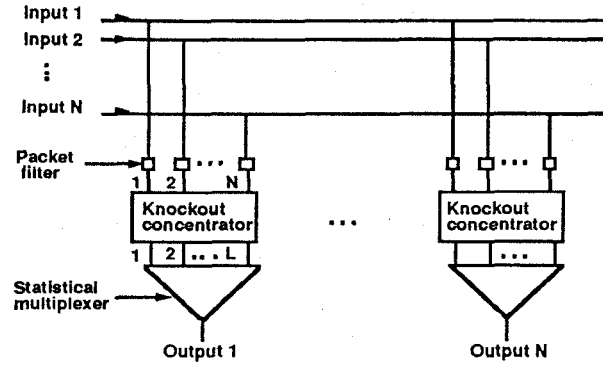 Input 1
Input 2
Input N
Packet
filter
1 2 N
Knockout
concentrator
Knockout
concentrator
1 2 L
Statistical
multiplexer
Output 1
Output N